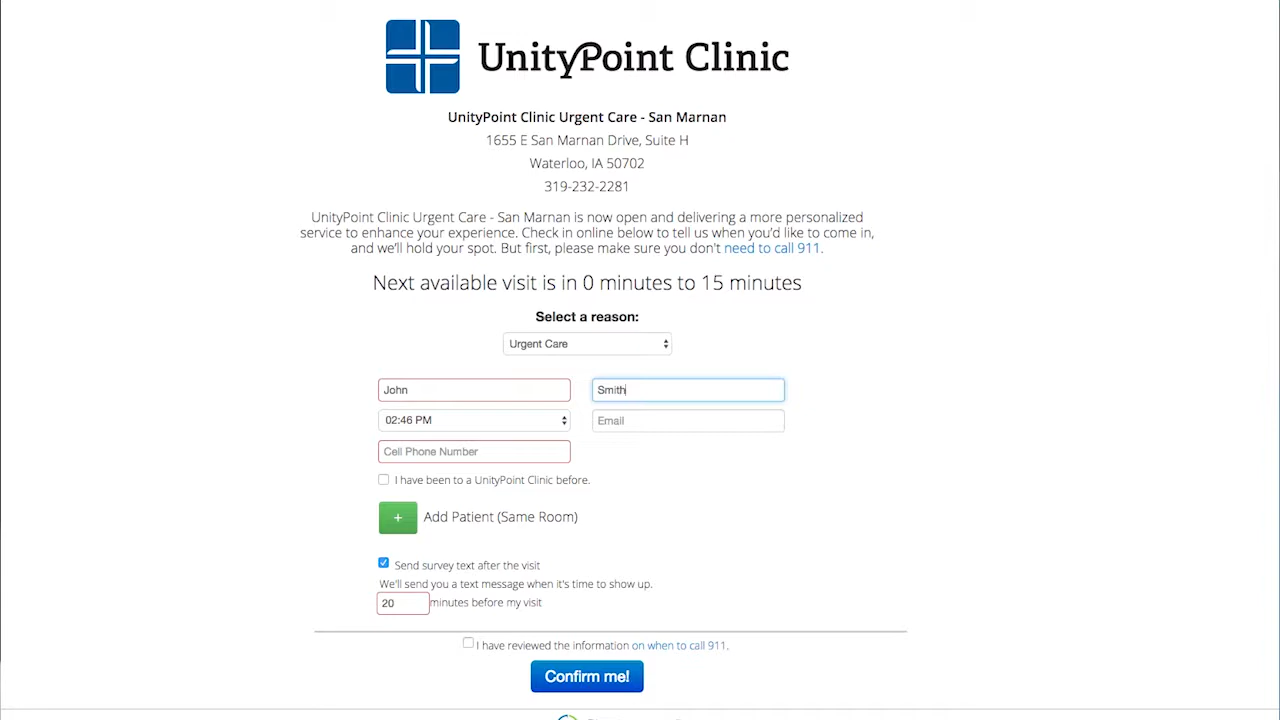 UnityPoint Clinic
UnityPoint Clinic Urgent Care - San Marnan
1655 E San Marnan Drive, Suite H
Waterloo, IA 50702
319-232-2281
UnityPoint Clinic Urgent Care - San Marnan is now open and delivering a more personalized
service to enhance your experience. Check in online below to tell us when you'd like to come in,
and we'll hold your spot. But first, please make sure you don't need to call 911.
Next available visit is in 0 minutes to 15 minutes
Select a reason:
Urgent Care
John Smith
02:46 PM Email
Cell Phone Number
I have been to a UnityPoint Clinic before.
+ Add Patient (Same Room)
Send survey text after the visit
We'll send you a text message when it's time to show up.
20 minutes before my visit
I have reviewed the information on when to call 911.
Confirm me!